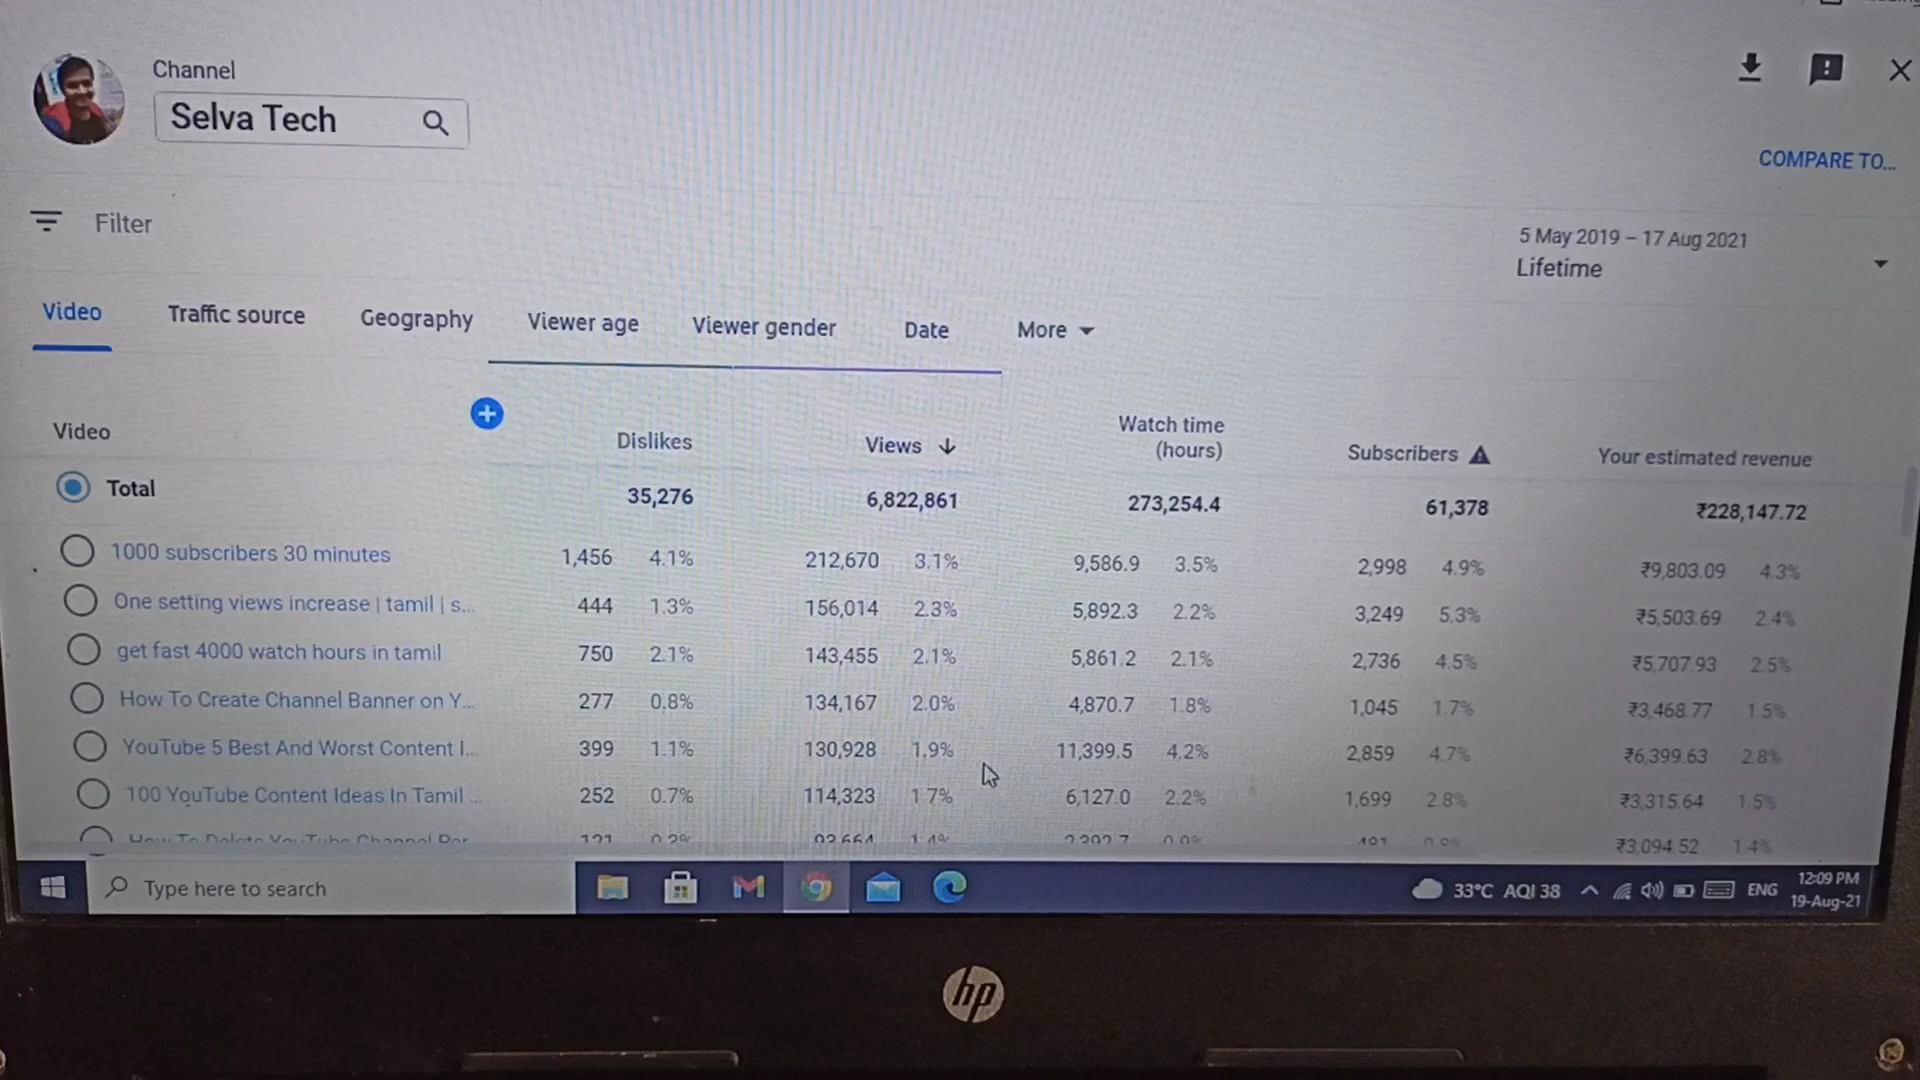 Channel
Selva Tech
COMPARE TO...
Filter
5 May 2019 – 17 Aug 2021
Lifetime
Video Traffic source Geography Viewer age Viewer gender Date More
Video Dislikes Views Watch time (hours) Subscribers Your estimated revenue
Total 35,276 6,822,861 273,254.4 61,378 ₹228,147.72
1000 subscribers 30 minutes 1,456 4.1% 212,670 3.1% 9,586.9 3.5% 2,998 4.9% ₹9,803.09 4.3%
One setting views increase | tamil | s... 444 1.3% 156,014 2.3% 5,892.3 2.2% 3,249 5.3% ₹5,503.69 2.4%
get fast 4000 watch hours in tamil 750 2.1% 143,455 2.1% 5,861.2 2.1% 2,736 4.5% ₹5,707.93 2.5%
How To Create Channel Banner on Y... 277 0.8% 134,167 2.0% 4,870.7 1.8% 1,045 1.7% ₹3,468.77 1.5%
YouTube 5 Best And Worst Content I... 399 1.1% 130,928 1.9% 11,399.5 4.2% 2,859 4.7% ₹6,399.63 2.8%
100 YouTube Content Ideas In Tamil ... 252 0.7% 114,323 1.7% 6,127.0 2.2% 1,699 2.8% ₹3,315.64 1.5%
How To Delete YouTube Channel ₹3,094.52 1.4%
Type here to search 33°C AQI 38 ENG 12:09 PM
19-Aug-21
hp